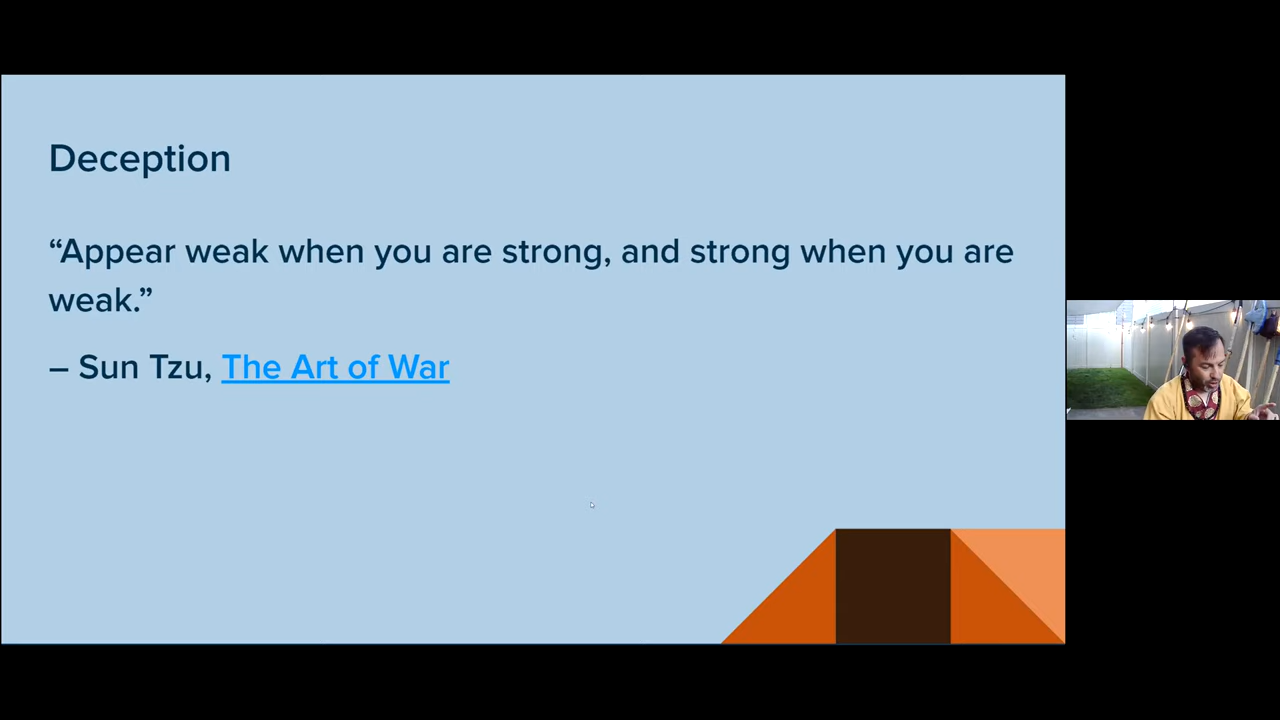 Deception
“Appear weak when you are strong, and strong when you are
weak.”
– Sun Tzu, The Art of War